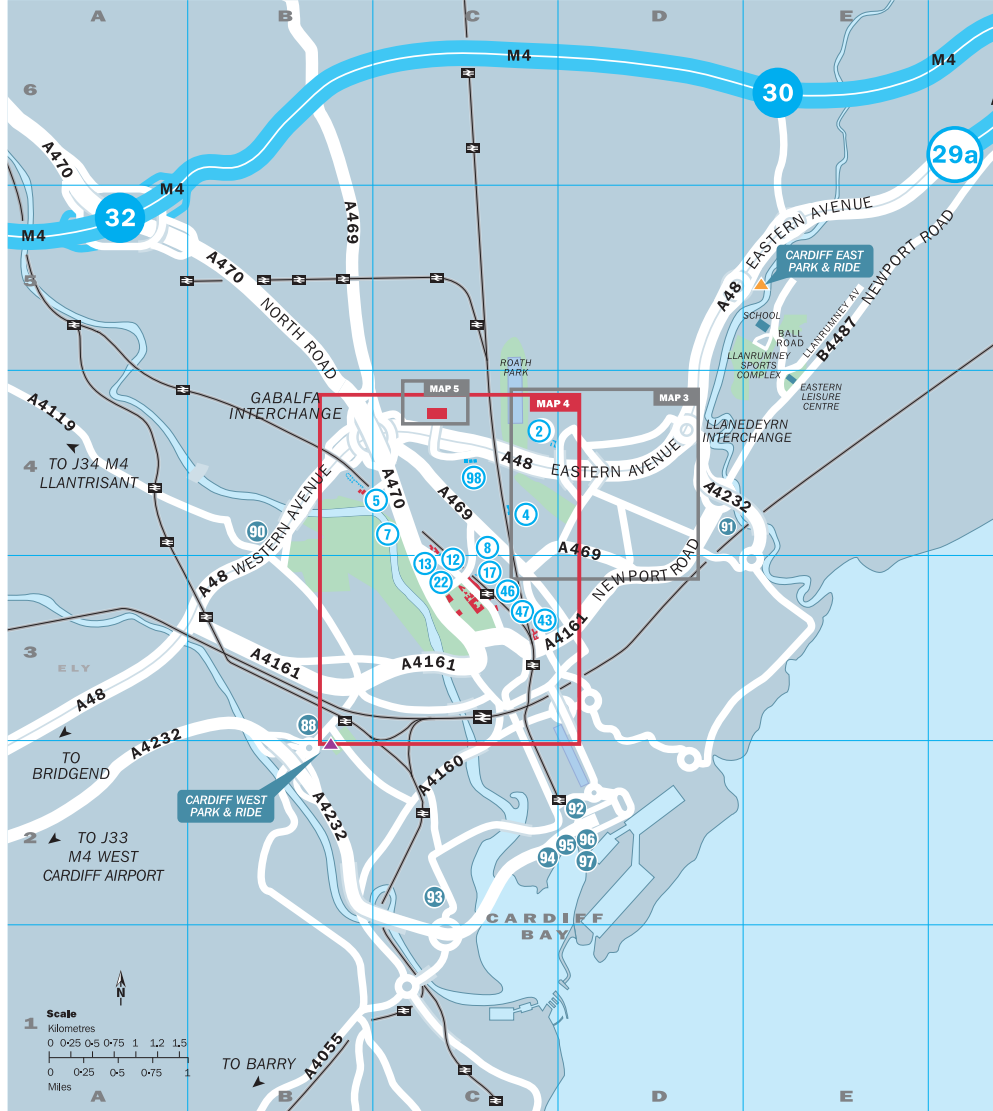 A
B
C
D
E
M4
M4
6
30
A470
29a
M4
32
M4
A469
EASTERN AVENUE
CARDIFF EAST
PARK & RIDE
NEWPORT ROAD
5
A470
NORTH ROAD
A48
SCHOOL
BALL
ROAD
LLANRUMNEY AV
B4487
LLANRUMNEY
SPORTS
COMPLEX
ROATH
PARK
EASTERN
LEISURE
CENTRE
GABALFA
INTERCHANGE
MAP 5
MAP 4
MAP 3
A4119
2
LLANEDEYRN
INTERCHANGE
4
TO J34 M4
LLANTRISANT
A48
EASTERN AVENUE
98
A470
A469
A4232
5
4
WESTERN AVENUE
90
7
91
A48
8
A469
13
12
17
22
46
NEWPORT ROAD
47
43
A4161
3
ELY
A4161
A4161
A48
88
TO
BRIDGEND
A4232
CARDIFF WEST
PARK & RIDE
A4160
A4232
92
2
TO J33
M4 WEST
CARDIFF AIRPORT
96
95
94
97
93
CARDIFF
BAY
N
Scale
Kilometres
0 0·25 0·5 0·75 1 1.2 1.5
0 0·25 0·5 0·75 1
Miles
1
TO BARRY
A4055
A
B
C
D
E